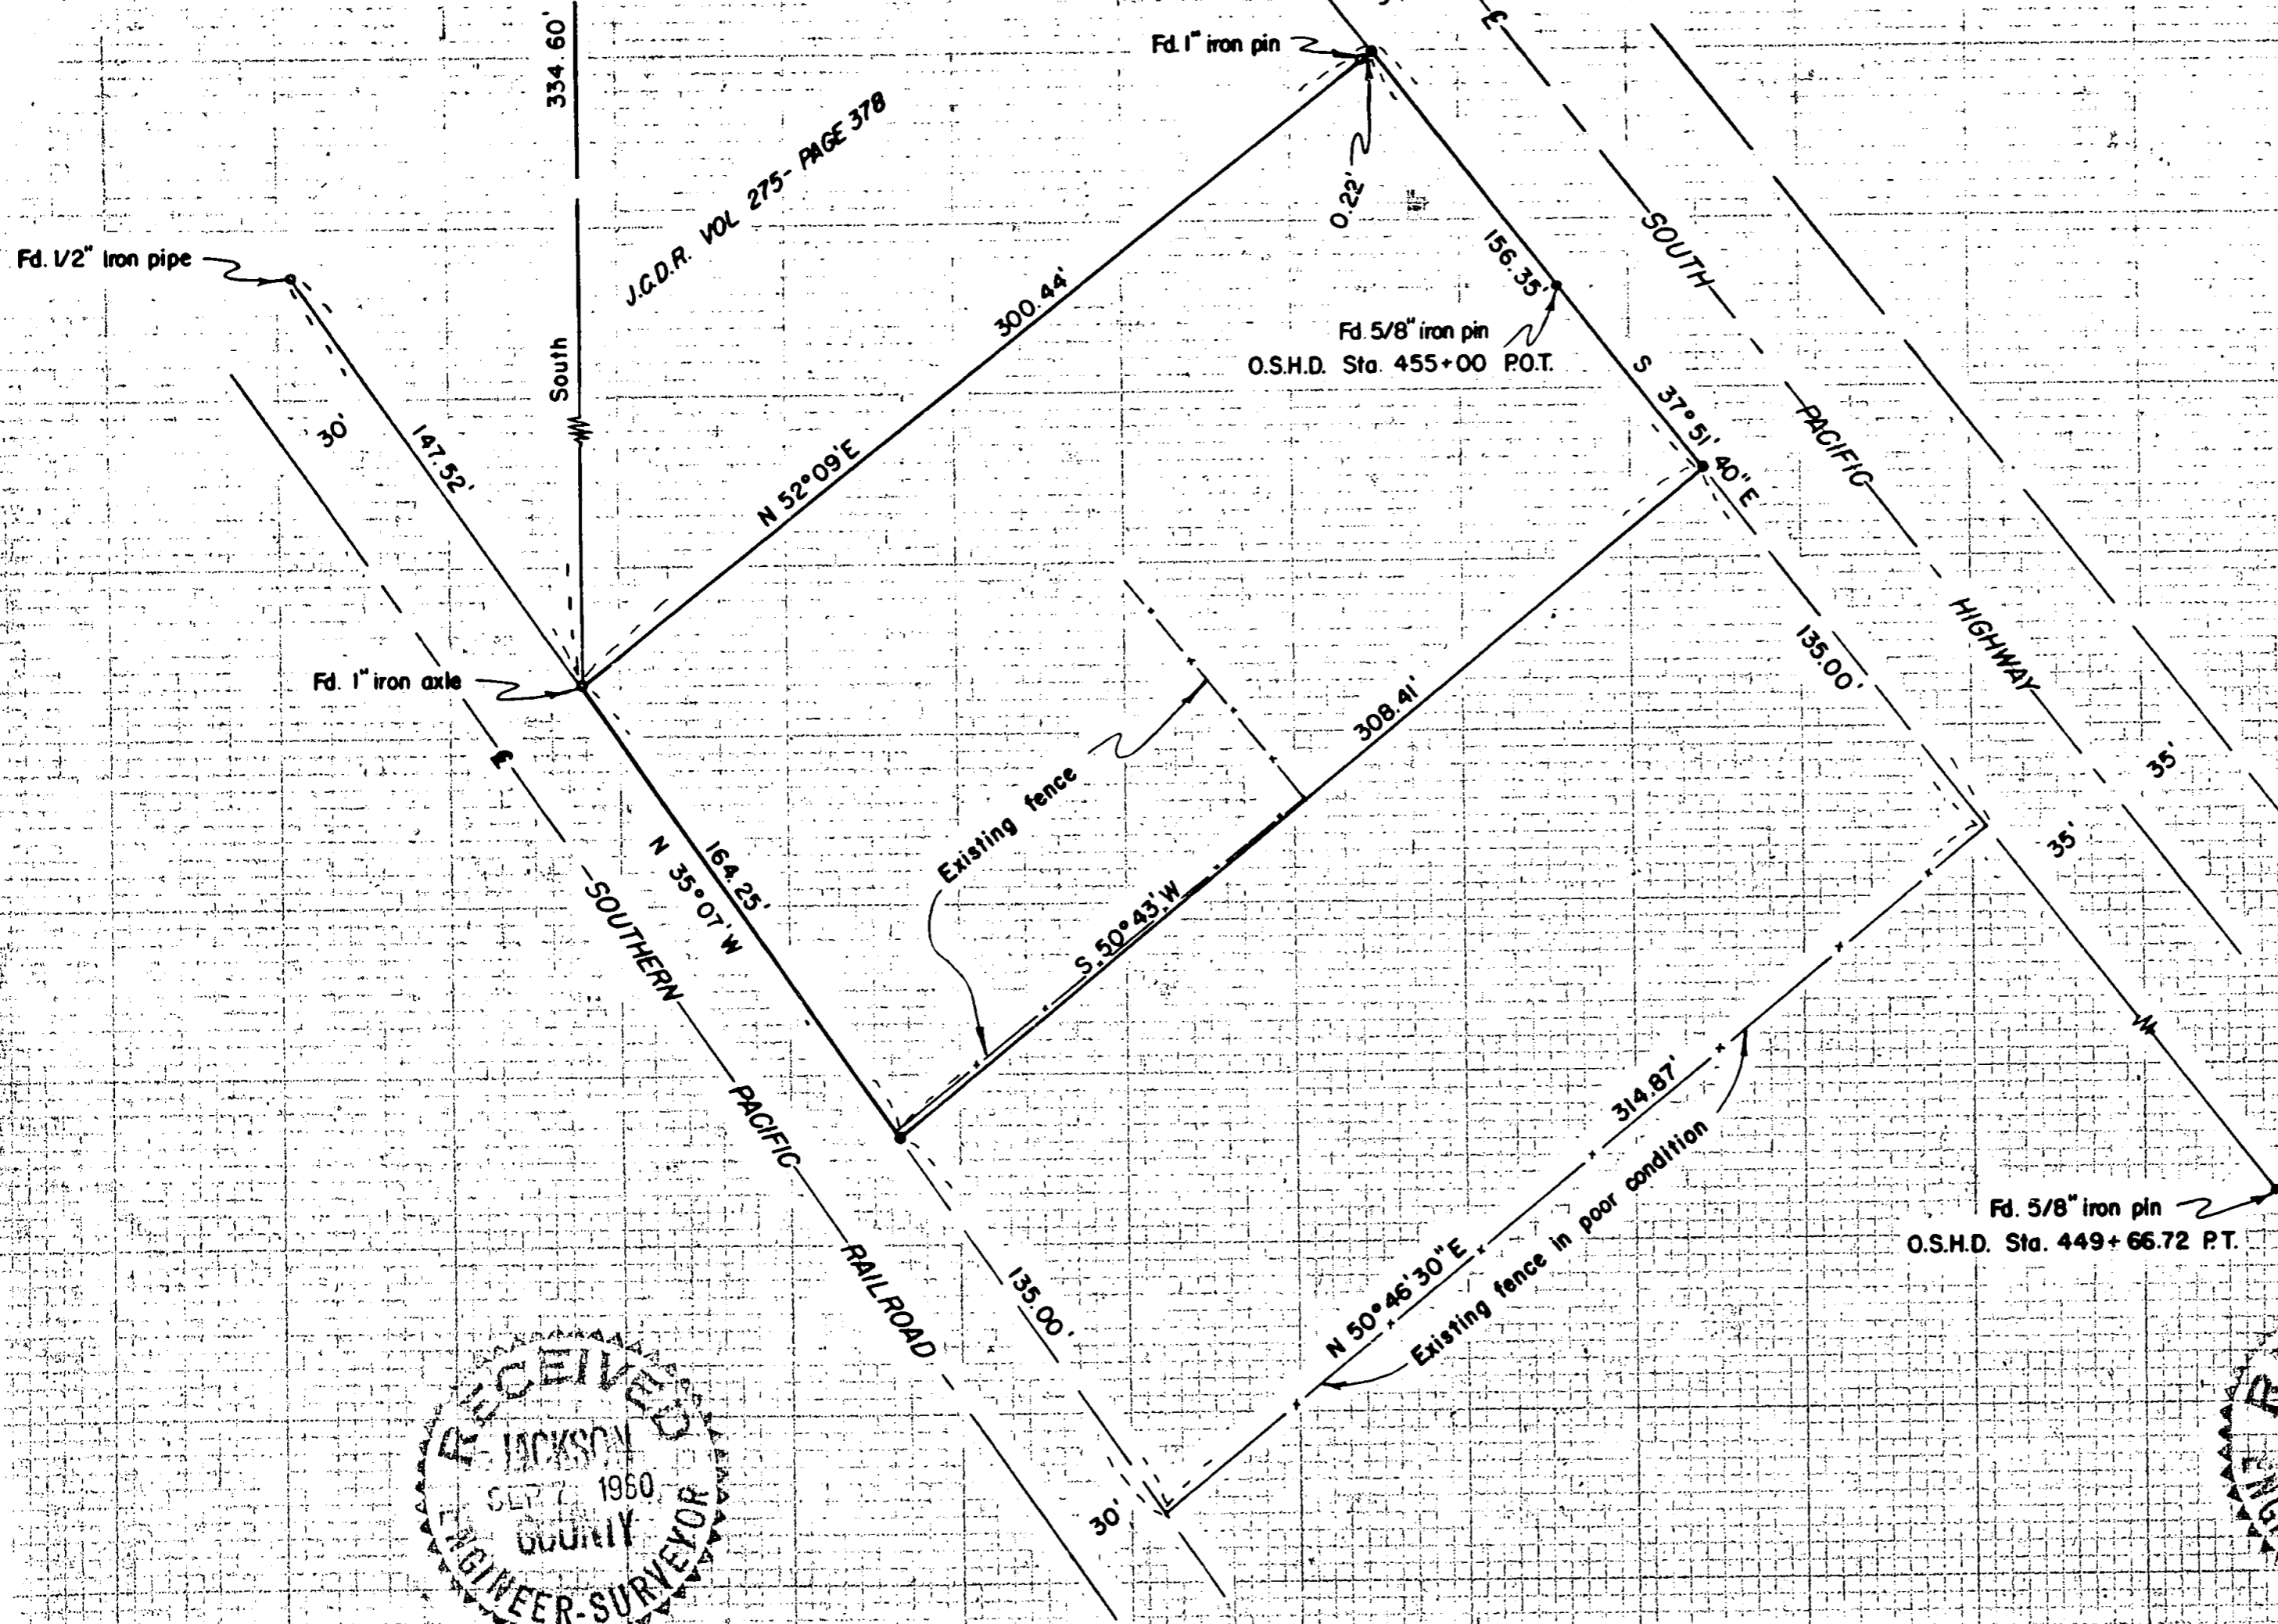 334.60'
Fd. 1" iron pin
J.C.D.R. VOL 275- PAGE 378
0.22'
Fd. 1/2" iron pipe
SOUTH PACIFIC HIGHWAY
156.35'
300.44'
Fd. 5/8" iron pin
O.S.H.D. Sta. 455+00 P.O.T.
South
S 37°51' 40" E
30'
147.52'
N 52°09' E
135.00'
Fd. 1" iron axle
308.41'
35'
35'
Existing fence
164.25'
N 35°07' W
SOUTHERN PACIFIC RAILROAD
S. 50°43' W
314.87'
Existing fence in poor condition
N 50°46' 30" E
Fd. 5/8" iron pin
O.S.H.D. Sta. 449+66.72 P.T.
135.00'
30'
RECEIVED
JACKSON
SEP 7 1960
COUNTY
ENGINEER-SURVEYOR